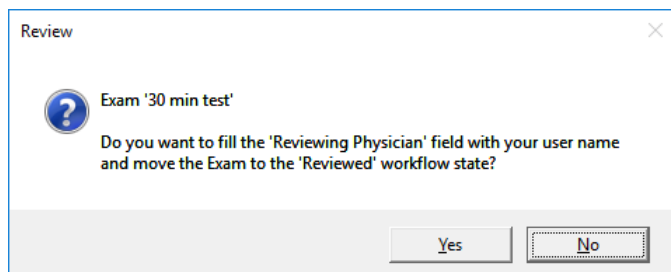 Review
Exam '30 min test'
Do you want to fill the 'Reviewing Physician' field with your user name
and move the Exam to the 'Reviewed' workflow state?
Yes
No